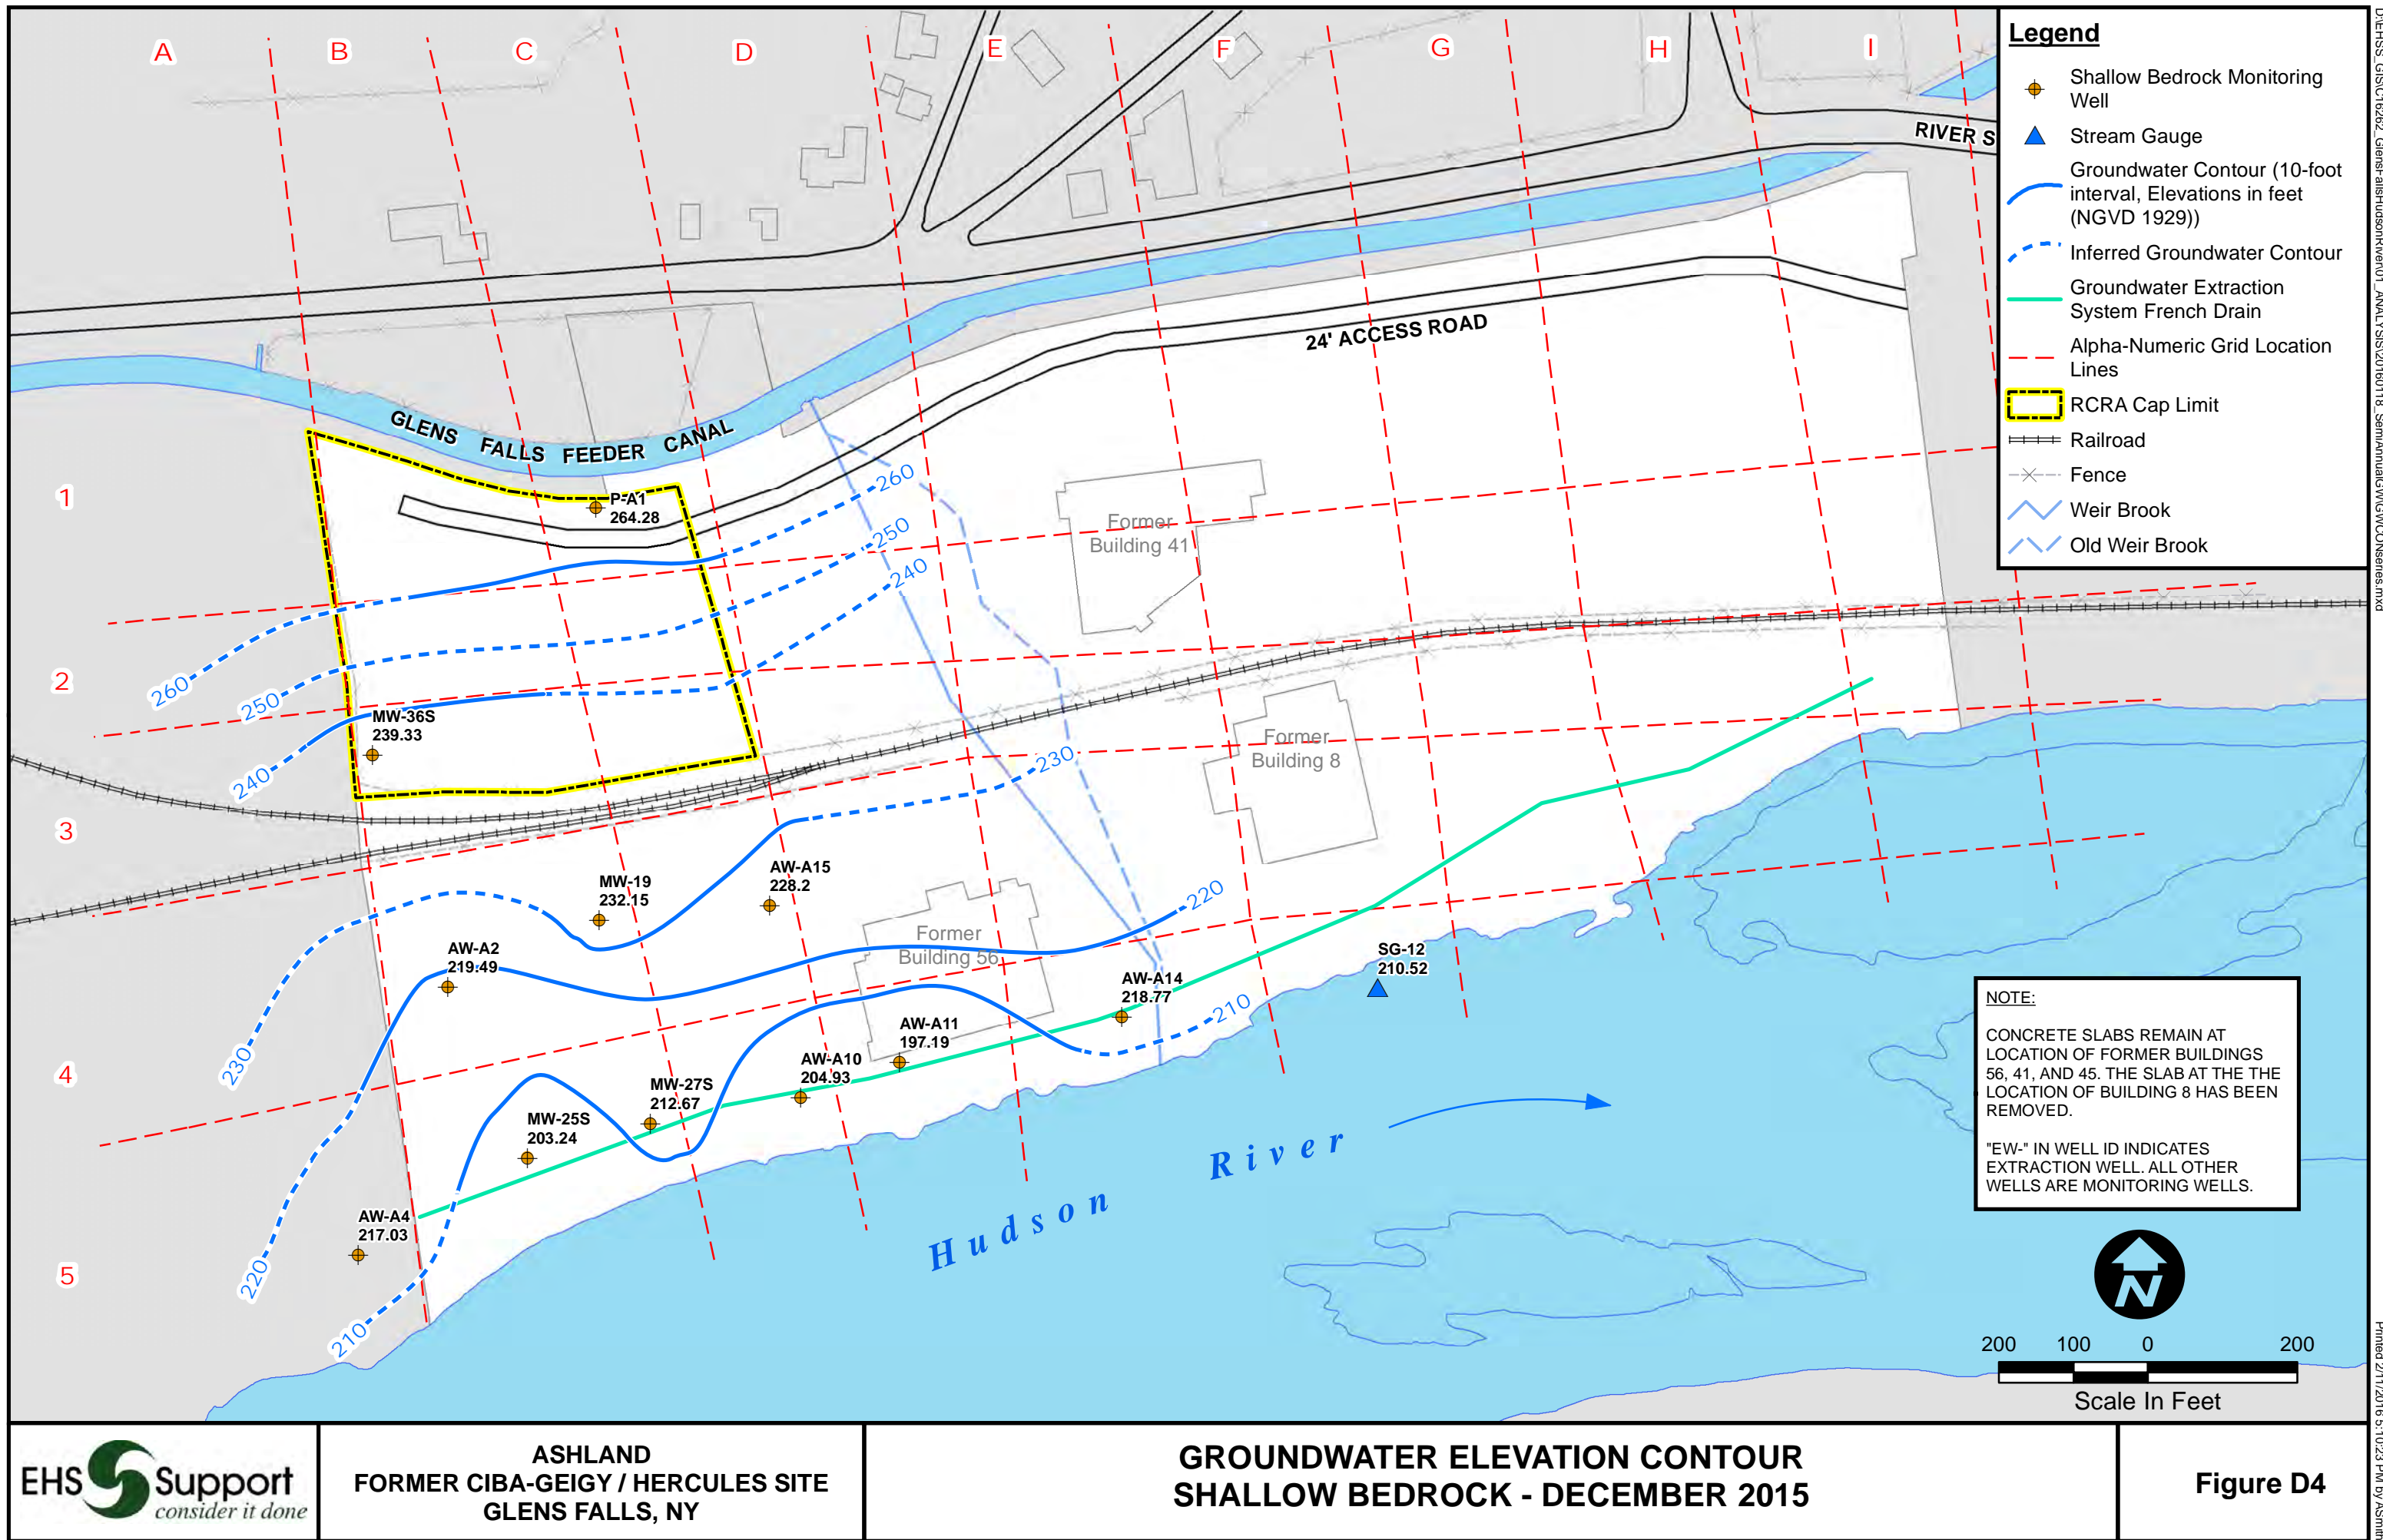 A
B
C
D
E
F
G
H
I
1
2
3
4
5
RIVER S
24' ACCESS ROAD
GLENS FALLS FEEDER CANAL
P-A1
264.28
260
250
240
Former
Building 41
260
250
240
MW-36S
239.33
230
Former
Building 8
MW-19
232.15
AW-A15
228.2
220
AW-A2
219.49
Former
Building 56
SG-12
210.52
AW-A14
218.77
210
AW-A11
197.19
AW-A10
204.93
230
MW-27S
212.67
MW-25S
203.24
AW-A4
217.03
220
210
Hudson River
Legend
Shallow Bedrock Monitoring
Well
Stream Gauge
Groundwater Contour (10-foot
interval, Elevations in feet
(NGVD 1929))
Inferred Groundwater Contour
Groundwater Extraction
System French Drain
Alpha-Numeric Grid Location
Lines
RCRA Cap Limit
Railroad
Fence
Weir Brook
Old Weir Brook
NOTE:
CONCRETE SLABS REMAIN AT
LOCATION OF FORMER BUILDINGS
56, 41, AND 45. THE SLAB AT THE THE
LOCATION OF BUILDING 8 HAS BEEN
REMOVED.
"EW-" IN WELL ID INDICATES
EXTRACTION WELL. ALL OTHER
WELLS ARE MONITORING WELLS.
N
200 100 0 200
Scale In Feet
EHS Support
consider it done
ASHLAND
FORMER CIBA-GEIGY / HERCULES SITE
GLENS FALLS, NY
GROUNDWATER ELEVATION CONTOUR
SHALLOW BEDROCK - DECEMBER 2015
Figure D4
Printed 2/11/2016 5:10:23 PM by ASmith